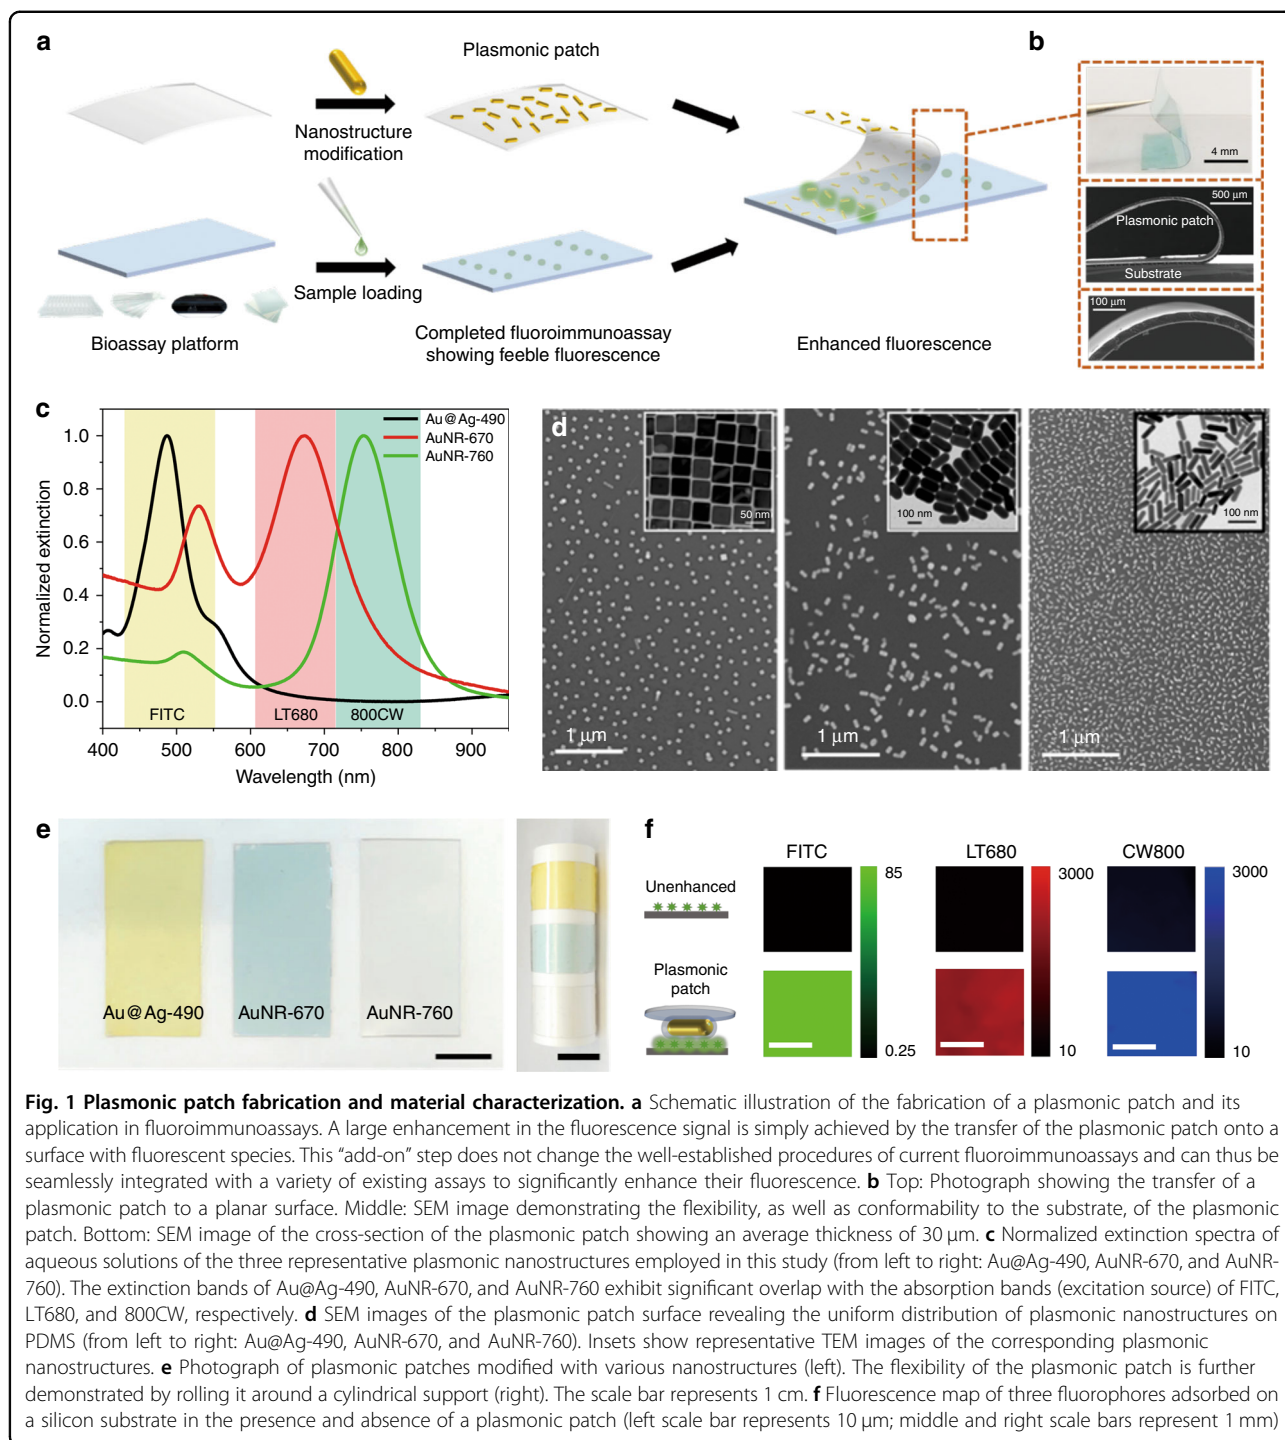 a
Plasmonic patch
Nanostructure
modification
Sample loading
Bioassay platform
Completed fluoroimmunoassay
showing feeble fluorescence
Enhanced fluorescence
b
4 mm
500 µm
Plasmonic patch
Substrate
100 µm
c
Normalized extinction
1.0
0.8
0.6
0.4
0.2
0.0
Au@Ag-490
AuNR-670
AuNR-760
FITC
LT680
800CW
400
500
600
700
800
900
Wavelength (nm)
d
50 nm
100 nm
100 nm
1 µm
1 µm
1 µm
e
Au@Ag-490
AuNR-670
AuNR-760
f
Unenhanced
Plasmonic
patch
FITC
LT680
CW800
85
0.25
3000
10
3000
10
Fig. 1 Plasmonic patch fabrication and material characterization. a Schematic illustration of the fabrication of a plasmonic patch and its
application in fluoroimmunoassays. A large enhancement in the fluorescence signal is simply achieved by the transfer of the plasmonic patch onto a
surface with fluorescent species. This “add-on” step does not change the well-established procedures of current fluoroimmunoassays and can thus be
seamlessly integrated with a variety of existing assays to significantly enhance their fluorescence. b Top: Photograph showing the transfer of a
plasmonic patch to a planar surface. Middle: SEM image demonstrating the flexibility, as well as conformability to the substrate, of the plasmonic
patch. Bottom: SEM image of the cross-section of the plasmonic patch showing an average thickness of 30 µm. c Normalized extinction spectra of
aqueous solutions of the three representative plasmonic nanostructures employed in this study (from left to right: Au@Ag-490, AuNR-670, and AuNR-
760). The extinction bands of Au@Ag-490, AuNR-670, and AuNR-760 exhibit significant overlap with the absorption bands (excitation source) of FITC,
LT680, and 800CW, respectively. d SEM images of the plasmonic patch surface revealing the uniform distribution of plasmonic nanostructures on
PDMS (from left to right: Au@Ag-490, AuNR-670, and AuNR-760). Insets show representative TEM images of the corresponding plasmonic
nanostructures. e Photograph of plasmonic patches modified with various nanostructures (left). The flexibility of the plasmonic patch is further
demonstrated by rolling it around a cylindrical support (right). The scale bar represents 1 cm. f Fluorescence map of three fluorophores adsorbed on
a silicon substrate in the presence and absence of a plasmonic patch (left scale bar represents 10 µm; middle and right scale bars represent 1 mm)